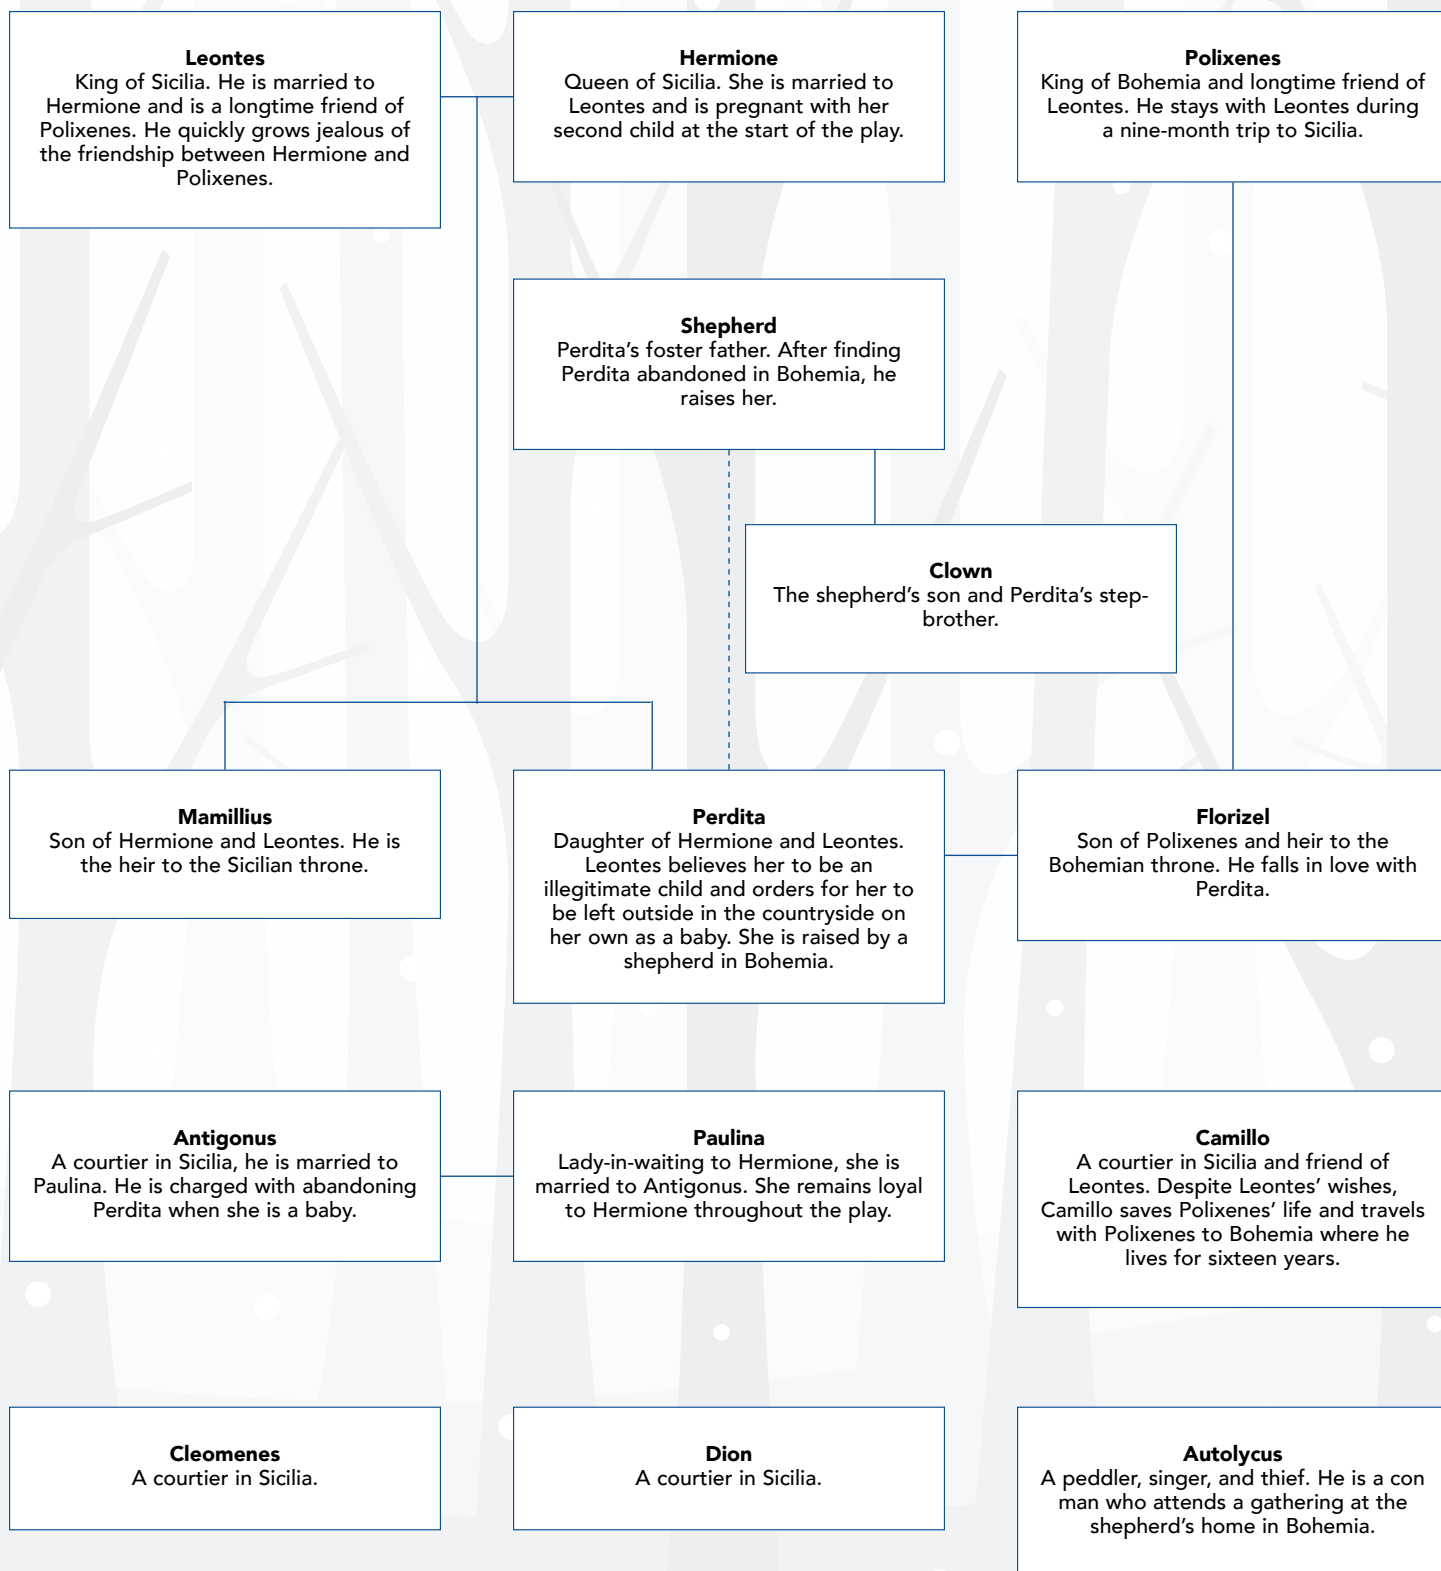 Leontes
King of Sicilia. He is married to
Hermione and is a longtime friend of
Polixenes. He quickly grows jealous of
the friendship between Hermione and
Polixenes.
Hermione
Queen of Sicilia. She is married to
Leontes and is pregnant with her
second child at the start of the play.
Polixenes
King of Bohemia and longtime friend of
Leontes. He stays with Leontes during
a nine-month trip to Sicilia.
Shepherd
Perdita’s foster father. After finding
Perdita abandoned in Bohemia, he
raises her.
Clown
The shepherd’s son and Perdita’s step-
brother.
Mamillius
Son of Hermione and Leontes. He is
the heir to the Sicilian throne.
Perdita
Daughter of Hermione and Leontes.
Leontes believes her to be an
illegitimate child and orders for her to
be left outside in the countryside on
her own as a baby. She is raised by a
shepherd in Bohemia.
Florizel
Son of Polixenes and heir to the
Bohemian throne. He falls in love with
Perdita.
Antigonus
A courtier in Sicilia, he is married to
Paulina. He is charged with abandoning
Perdita when she is a baby.
Paulina
Lady-in-waiting to Hermione, she is
married to Antigonus. She remains loyal
to Hermione throughout the play.
Camillo
A courtier in Sicilia and friend of
Leontes. Despite Leontes’ wishes,
Camillo saves Polixenes’ life and travels
with Polixenes to Bohemia where he
lives for sixteen years.
Cleomenes
A courtier in Sicilia.
Dion
A courtier in Sicilia.
Autolycus
A peddler, singer, and thief. He is a con
man who attends a gathering at the
shepherd’s home in Bohemia.